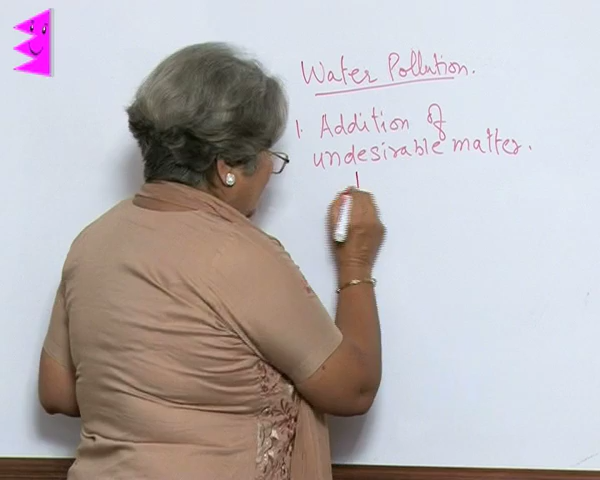 Water Pollution.
1. Addition of
undesirable matter.